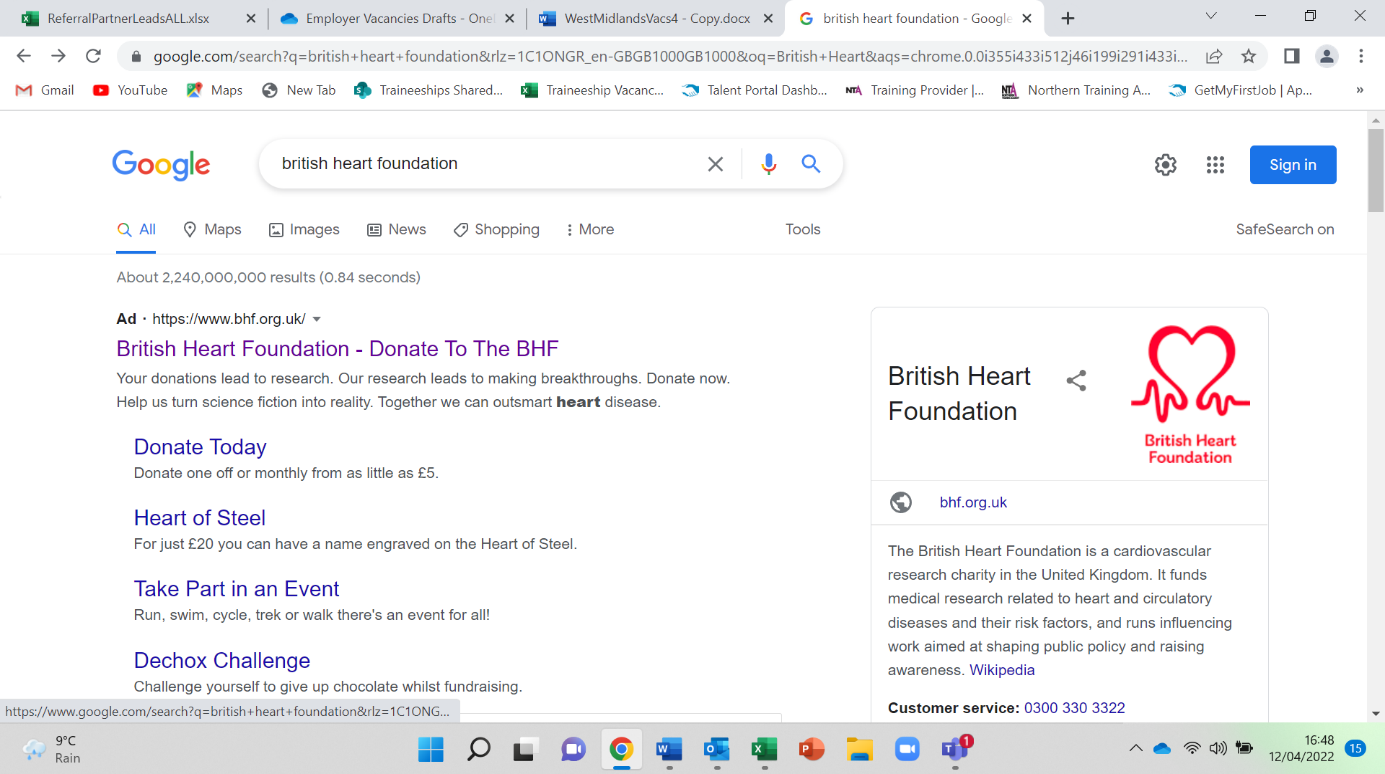 ReferralPartnerLeadsALL.xlsx
Employer Vacancies Drafts - OneD
WestMidlandsVacs4 - Copy.docx
british heart foundation - Google
google.com/search?q=british+heart+foundation&rlz=1C1ONGR_en-GBGB1000GB1000&oq=British+Heart&aqs=chrome.0.0i355i433i512j46i199i291i433i...
Gmail
YouTube
Maps
New Tab
Traineeships Shared...
Traineeship Vacanc...
Talent Portal Dashb...
NTA Training Provider |...
NTA Northern Training A...
GetMyFirstJob | Ap...
»
Google
british heart foundation
Sign in
All
Maps
Images
News
Shopping
More
Tools
SafeSearch on
About 2,240,000,000 results (0.84 seconds)
Ad · https://www.bhf.org.uk/
British Heart Foundation - Donate To The BHF
Your donations lead to research. Our research leads to making breakthroughs. Donate now.
Help us turn science fiction into reality. Together we can outsmart heart disease.
Donate Today
Donate one off or monthly from as little as £5.
Heart of Steel
For just £20 you can have a name engraved on the Heart of Steel.
Take Part in an Event
Run, swim, cycle, trek or walk there's an event for all!
Dechox Challenge
Challenge yourself to give up chocolate whilst fundraising.
British Heart
Foundation
British Heart
Foundation
bhf.org.uk
The British Heart Foundation is a cardiovascular
research charity in the United Kingdom. It funds
medical research related to heart and circulatory
diseases and their risk factors, and runs influencing
work aimed at shaping public policy and raising
awareness. Wikipedia
Customer service: 0300 330 3322
https://www.google.com/search?q=british+heart+foundation&rlz=1C1ONG...
9°C
Rain
1
16:48
12/04/2022
15